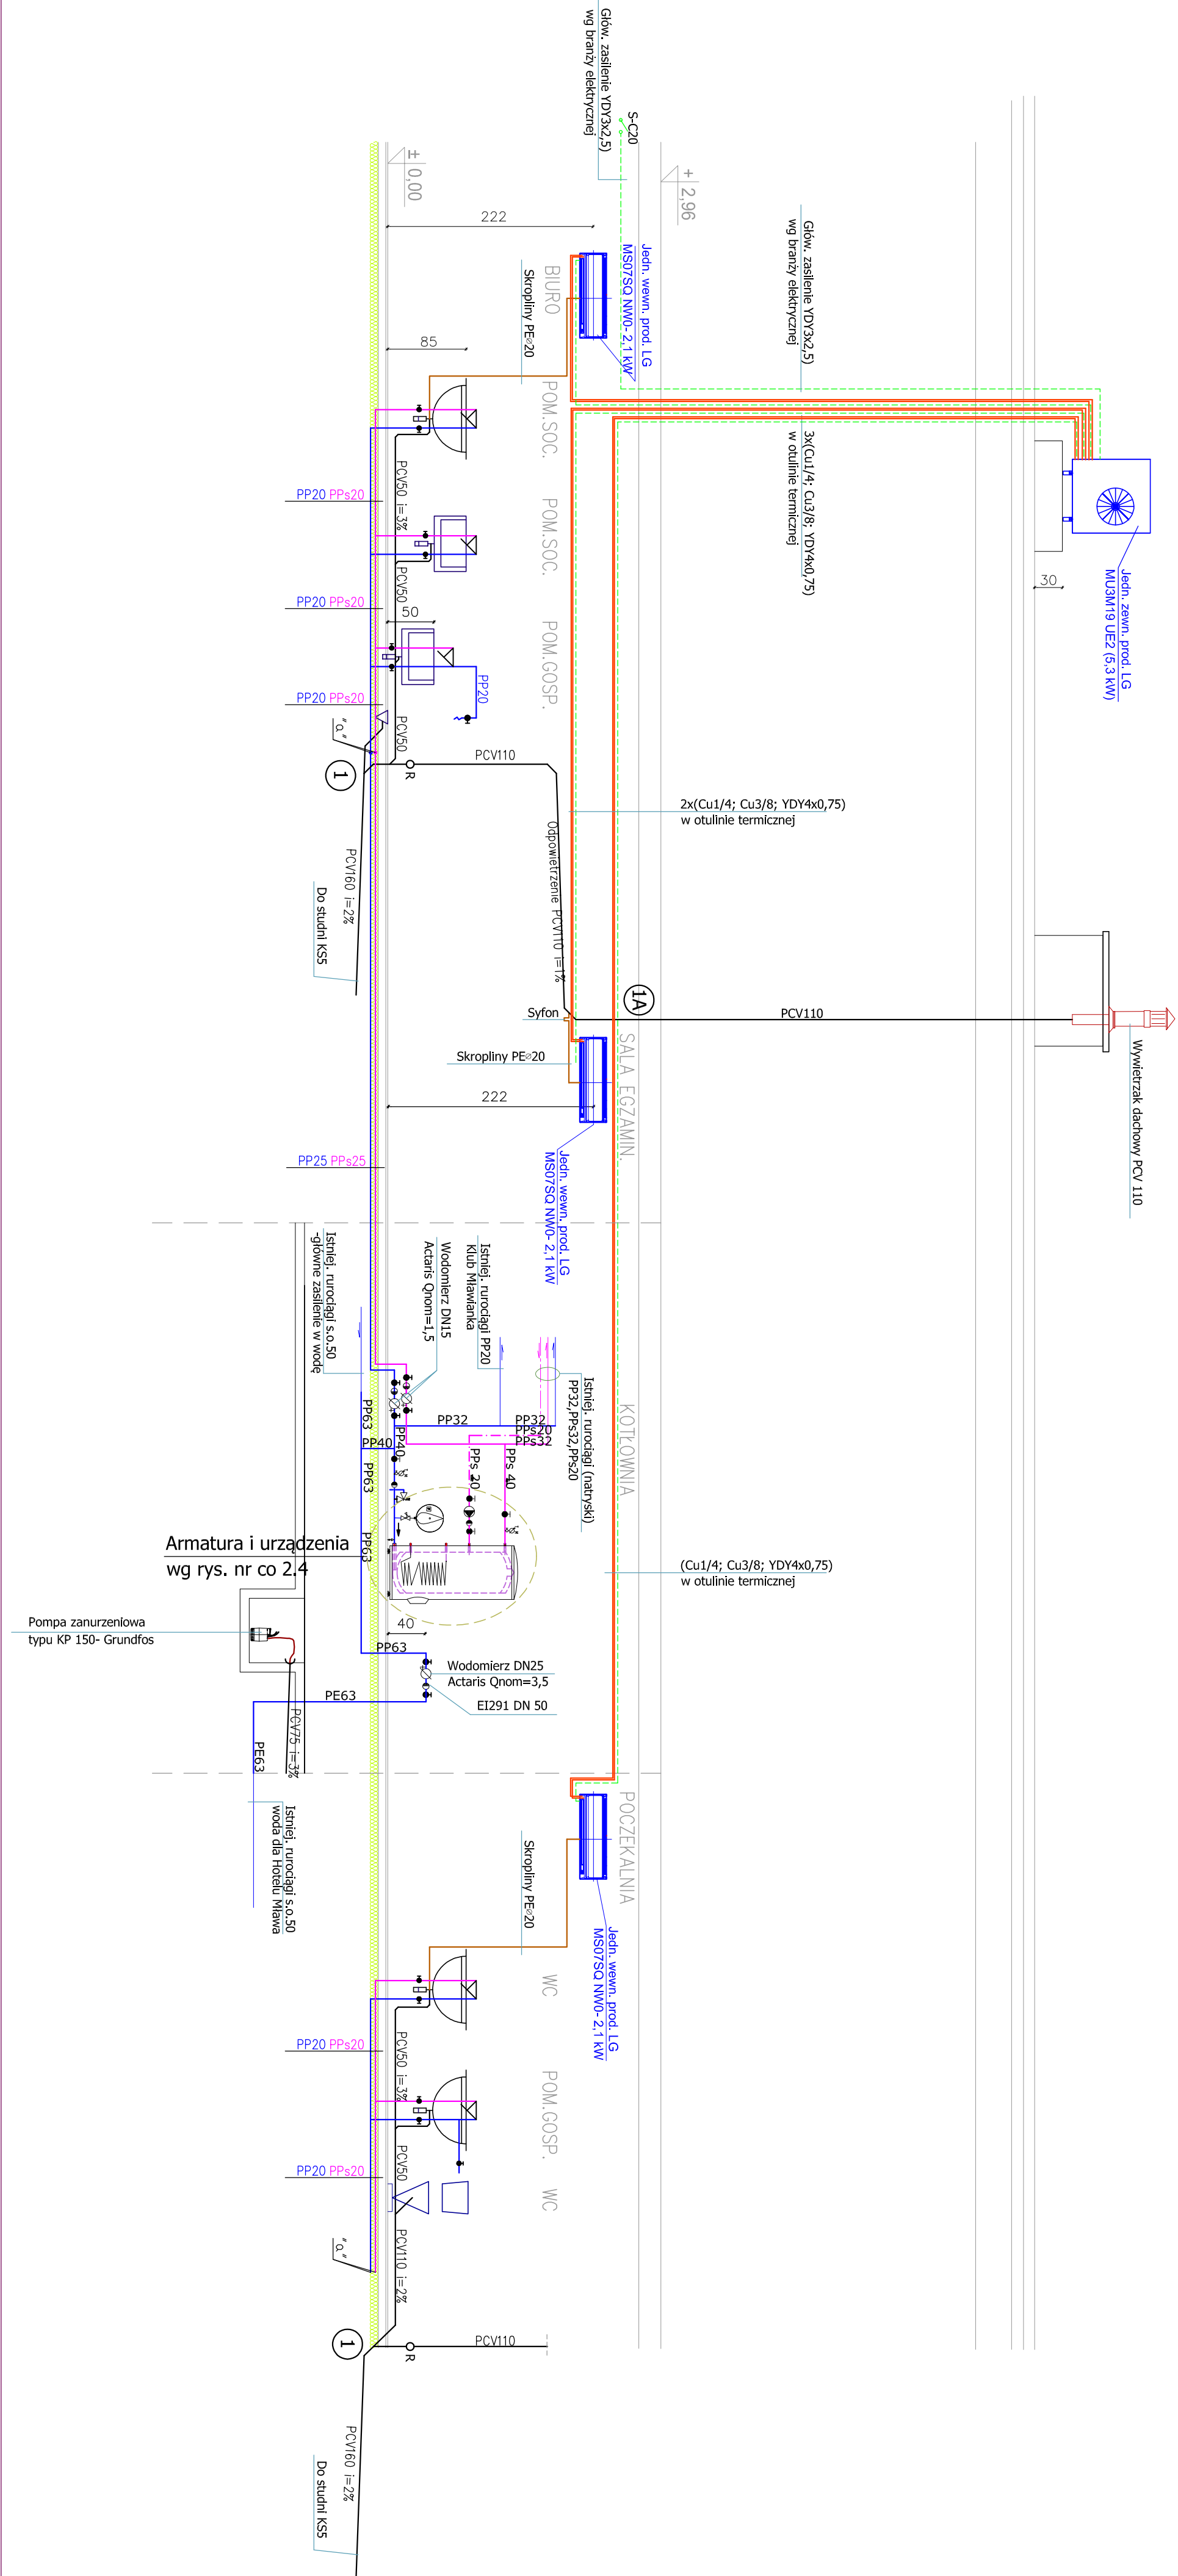 Głów. zasilenie YDY3x2,5)
wg branży elektrycznej
S-C20
± 0,00
+ 2,96
222
Głów. zasilenie YDY3x2,5)
wg branży elektrycznej
Jedn. wewn. prod. LG
MS07SQ NW0- 2,1 kW
BIURO
Skropliny PE⌀20
85
POM.SOC.
3x(Cu1/4; Cu3/8; YDY4x0,75)
w otulinie termicznej
PCV50 i=3%
PP20 PPs20
POM.SOC.
Jedn. zewn. prod. LG
MU3M19 UE2 (5,3 kW)
30
PCV50
PP20 PPs20
50
POM.GOSP.
PP20
PP20 PPs20
PCV50
"a"
1
R
PCV110
2x(Cu1/4; Cu3/8; YDY4x0,75)
w otulinie termicznej
Odpowietrzenie PCV110 i=1%
PCV160 i=2%
Do studni KS5
1A
PCV110
Syfon
Wywietrzak dachowy PCV 110
SALA EGZAMIN.
Skropliny PE⌀20
222
Jedn. wewn. prod. LG
MS07SQ NW0- 2,1 kW
PP25 PPs25
Istniej. rurociągi s.o.50
-główne zasilenie w wodę
Wodomierz DN15
Actaris Qnom=1,5
Istniej. rurociągi PP20
Klub Mławianka
Istniej. rurociągi (natryski)
PP32,PPs32,PPs20
KOTŁOWNIA
PP63
PP32
PP32
PPs20
PPs32
PP40
PP40
PP63
PPs 20
PPs 40
PP63
Armatura i urządzenia
wg rys. nr co 2.4
(Cu1/4; Cu3/8; YDY4x0,75)
w otulinie termicznej
Pompa zanurzeniowa
typu KP 150- Grundfos
40
PP63
Wodomierz DN25
Actaris Qnom=3,5
EI291 DN 50
PE63
PCV75 i=3%
PE63
Istniej. rurociągi s.o.50
woda dla Hotelu Mława
POCZEKALNIA
Skropliny PE⌀20
Jedn. wewn. prod. LG
MS07SQ NW0- 2,1 kW
WC
PCV50 i=3%
PP20 PPs20
POM.GOSP.
PCV50
PP20 PPs20
WC
PCV110 i=2%
"a"
1
R
PCV110
PCV160 i=2%
Do studni KS5